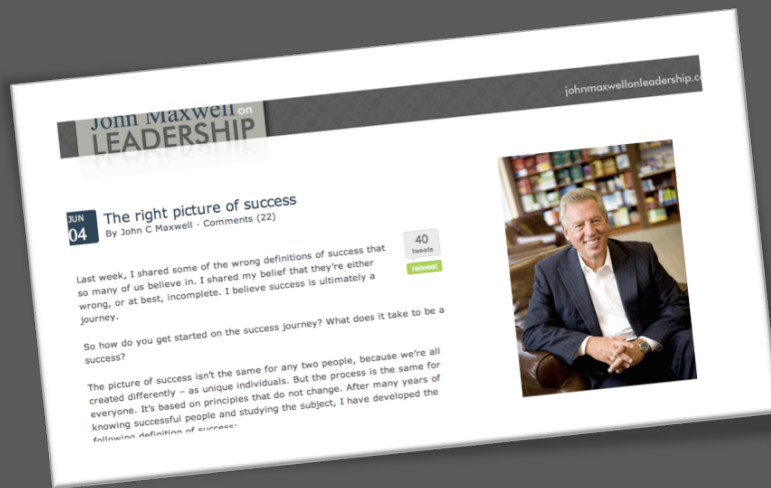 John Maxwell on
LEADERSHIP
johnmaxwellonleadership.c
JUN
04
The right picture of success
By John C Maxwell - Comments (22)
40
tweets
retweet
Last week, I shared some of the wrong definitions of success that
so many of us believe in. I shared my belief that they're either
wrong, or at best, incomplete. I believe success is ultimately a
journey.
So how do you get started on the success journey? What does it take to be a
success?
The picture of success isn't the same for any two people, because we're all
created differently – as unique individuals. But the process is the same for
everyone. It's based on principles that do not change. After many years of
knowing successful people and studying the subject, I have developed the
following definition of success: